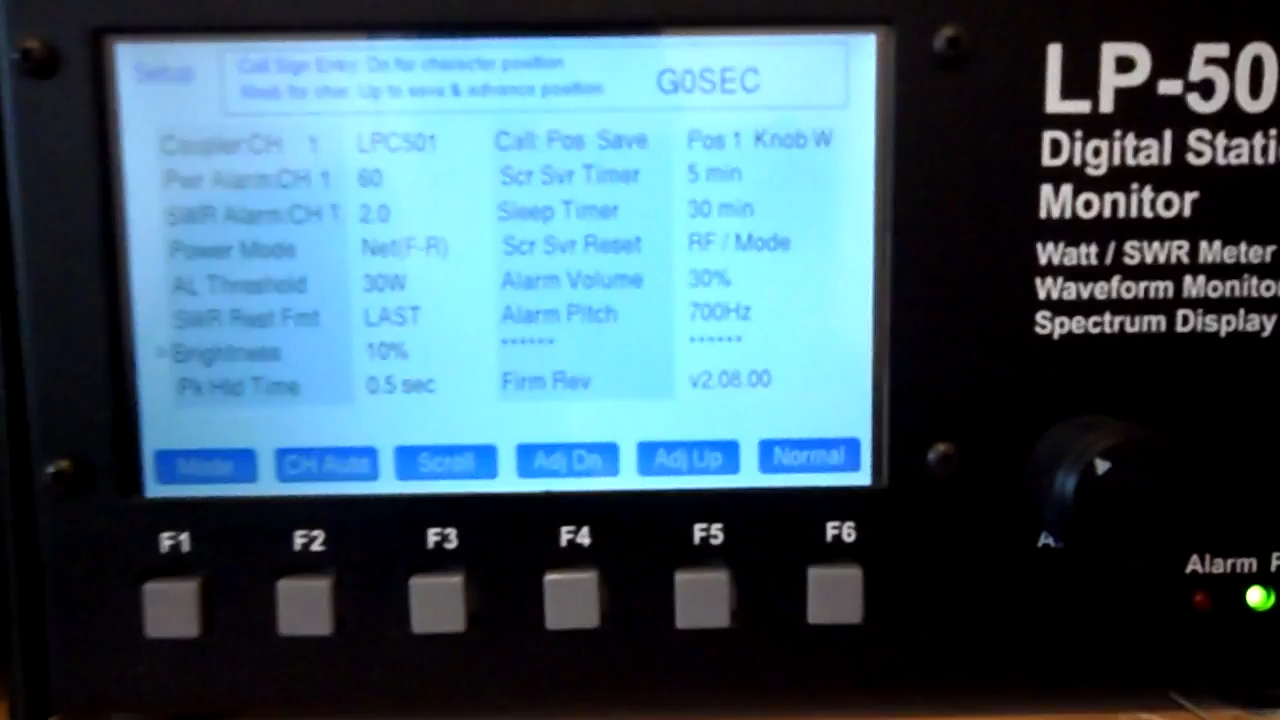 Setup
Call Sign Entry: Dn for character position
Knob for char. Up to save & advance position
G0SEC
Coupler:CH 1 LPC501 Call: Pos Save Pos 1 Knob W
Pwr Alarm:CH 1 60 Scr Svr Timer 5 min
SWR Alarm:CH 1 2.0 Sleep Timer 30 min
Power Mode Net(F-R) Scr Svr Reset RF / Mode
AL Threshold 30W Alarm Volume 30%
SWR Rest Fmt LAST Alarm Pitch 700Hz
Brightness 10% ****** ******
Pk Hld Time 0.5 sec Firm Rev v2.08.00
Mode CH Auto Scroll Adj Dn Adj Up Normal
F1 F2 F3 F4 F5 F6
LP-50
Digital Stati
Monitor
Watt / SWR Meter
Waveform Monito
Spectrum Display
A
Alarm